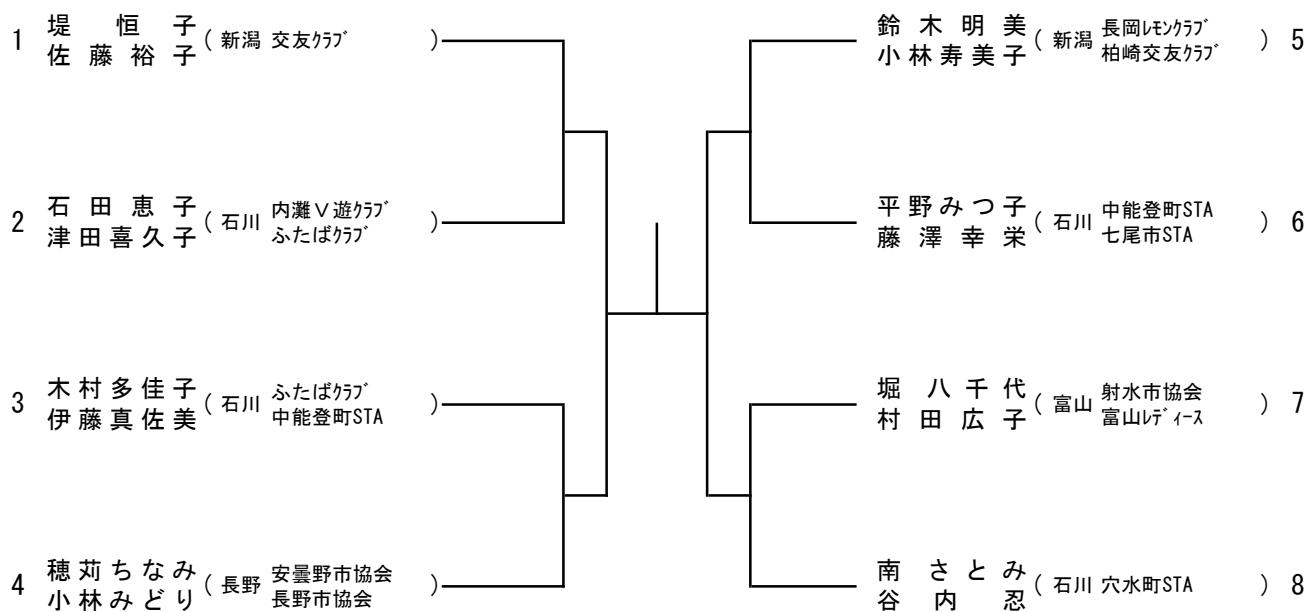 1 堤恒子 ( 新潟 交友ｸﾗﾌﾞ )
佐藤裕子
2 石田恵子 ( 石川 内灘Ｖ遊ｸﾗﾌﾞ )
津田喜久子 ふたばｸﾗﾌﾞ
3 木村多佳子 ( 石川 ふたばｸﾗﾌﾞ )
伊藤真佐美 中能登町STA
4 穂苅ちなみ ( 長野 安曇野市協会 )
小林みどり 長野市協会
鈴木明美 ( 新潟 長岡ﾚﾓﾝｸﾗﾌﾞ ) 5
小林寿美子 柏崎交友ｸﾗﾌﾞ
平野みつ子 ( 石川 中能登町STA ) 6
藤澤幸栄 七尾市STA
堀八千代 ( 富山 射水市協会 ) 7
村田広子 富山ﾚﾃﾞｨｰｽ
南さとみ ( 石川 穴水町STA ) 8
谷内忍